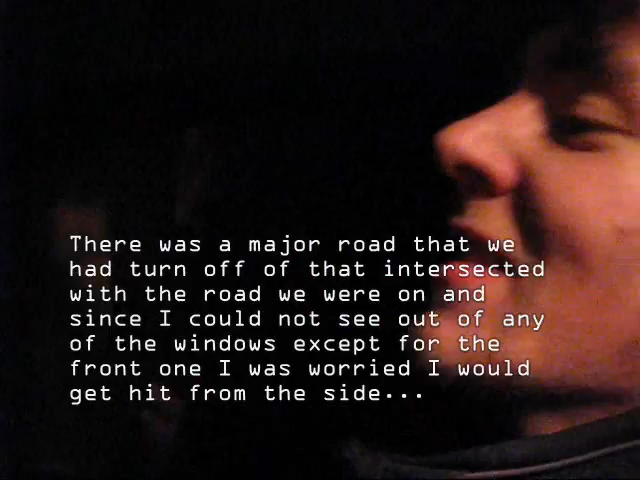 There was a major road that we
had turn off of that intersected
with the road we were on and
since I could not see out of any
of the windows except for the
front one I was worried I would
get hit from the side...